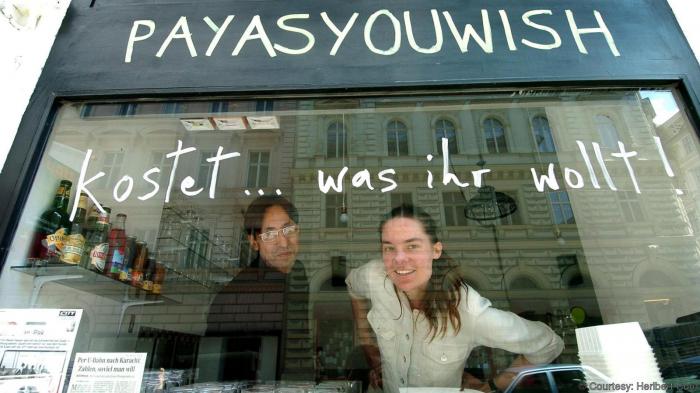 PAYASYOUWISH
kostet... was ihr wollt!
Per U-Bahn nach Karachi:
Zahlen, soviel man will
© Courtesy: Heribert